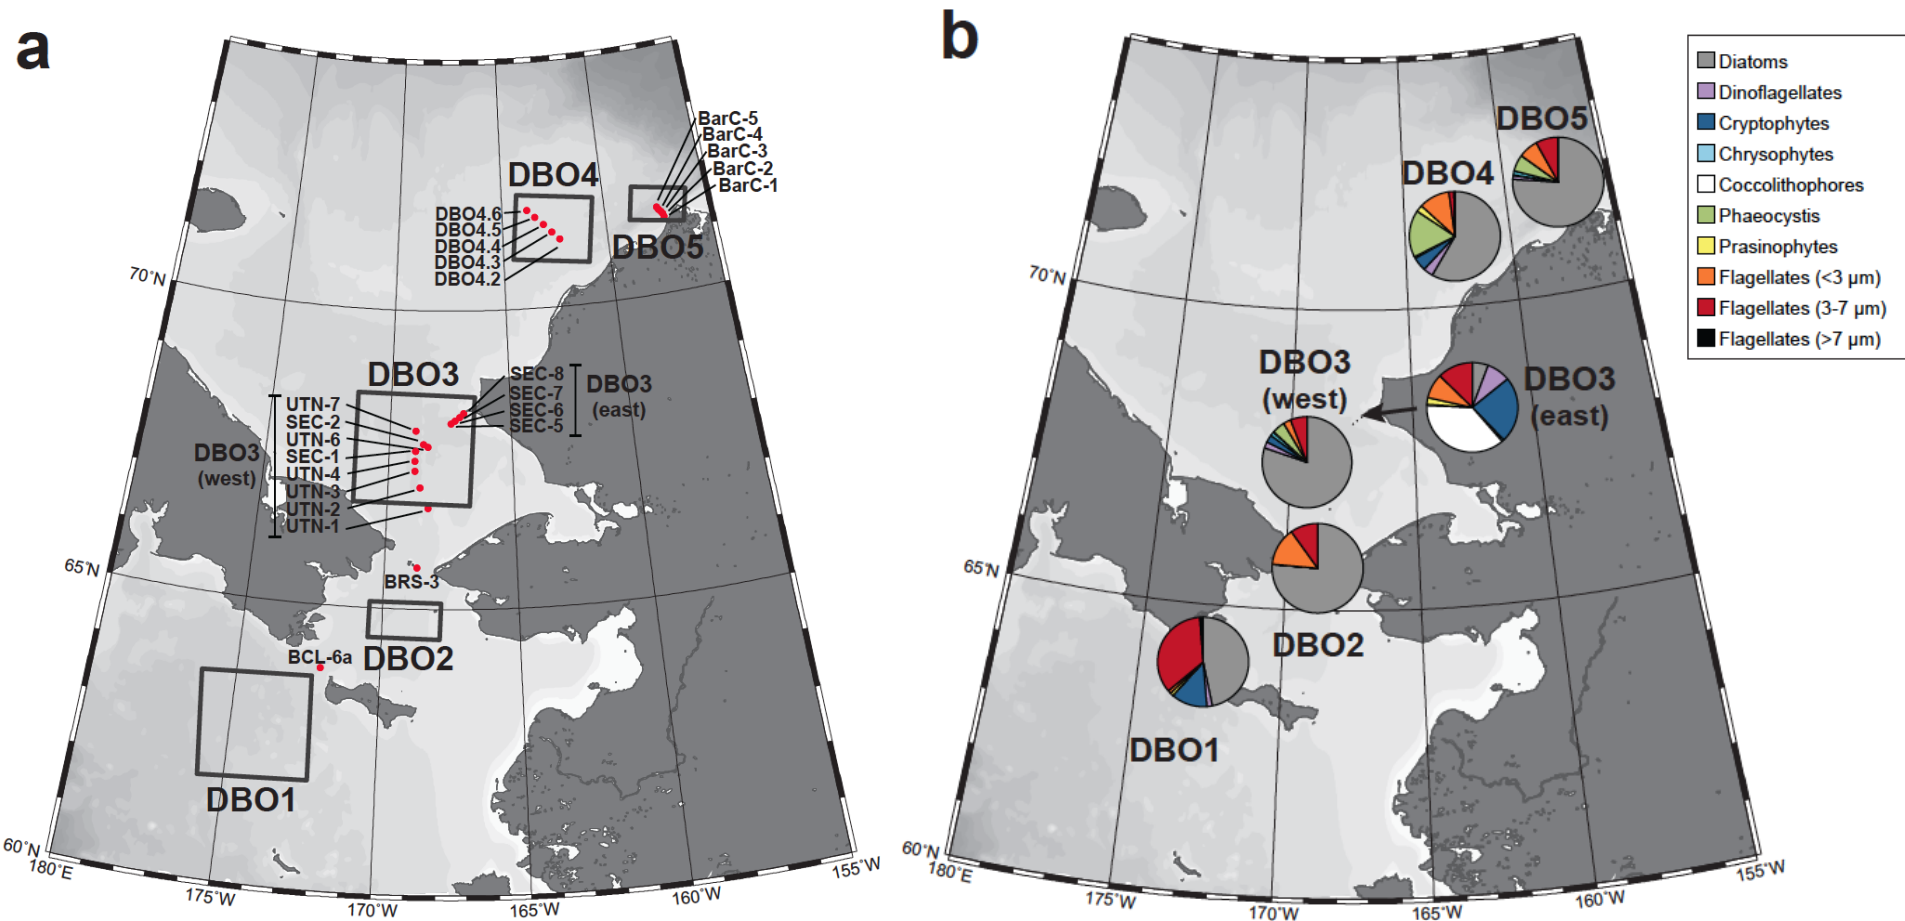 a
BarC-5
BarC-4
BarC-3
BarC-2
BarC-1
DBO4
DBO4.6
DBO4.5
DBO4.4
DBO4.3
DBO4.2
DBO5
70°N
DBO3
SEC-8
SEC-7
SEC-6
SEC-5
DBO3
(east)
UTN-7
SEC-2
UTN-6
SEC-1
UTN-4
UTN-3
UTN-2
UTN-1
DBO3
(west)
65°N
BRS-3
BCL-6a
DBO2
DBO1
60°N
180°E
175°W
170°W
165°W
160°W
155°W
b
Diatoms
Dinoflagellates
Cryptophytes
Chrysophytes
Coccolithophores
Phaeocystis
Prasinophytes
Flagellates (<3 μm)
Flagellates (3-7 μm)
Flagellates (>7 μm)
DBO5
DBO4
70°N
DBO3
(west)
DBO3
(east)
65°N
DBO2
DBO1
60°N
180°E
175°W
170°W
165°W
160°W
155°W